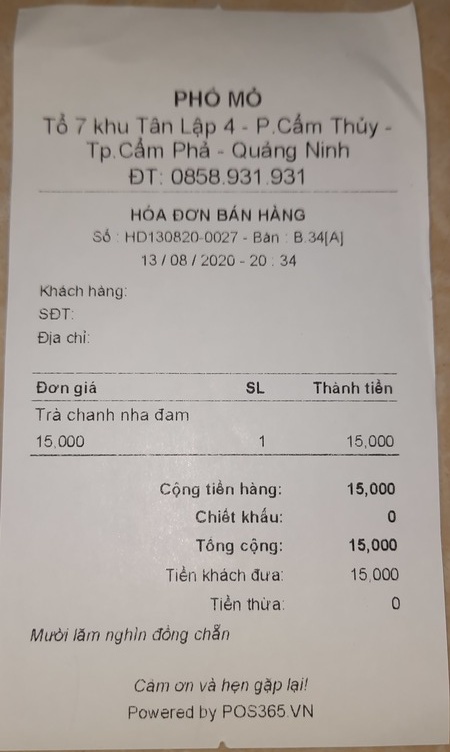 PHỐ MỎ
Tổ 7 khu Tân Lập 4 - P.Cẩm Thủy -
Tp.Cẩm Phả - Quảng Ninh
ĐT: 0858.931.931
HÓA ĐƠN BÁN HÀNG
Số : HD130820-0027 - Bàn : B.34[A]
13 / 08 / 2020 - 20 : 34
Khách hàng:
SĐT:
Địa chỉ:
Đơn giá SL Thành tiền
Trà chanh nha đam
15,000 1 15,000
Cộng tiền hàng: 15,000
Chiết khấu: 0
Tổng cộng: 15,000
Tiền khách đưa: 15,000
Tiền thừa: 0
Mười lăm nghìn đồng chẵn
Cảm ơn và hẹn gặp lại!
Powered by POS365.VN